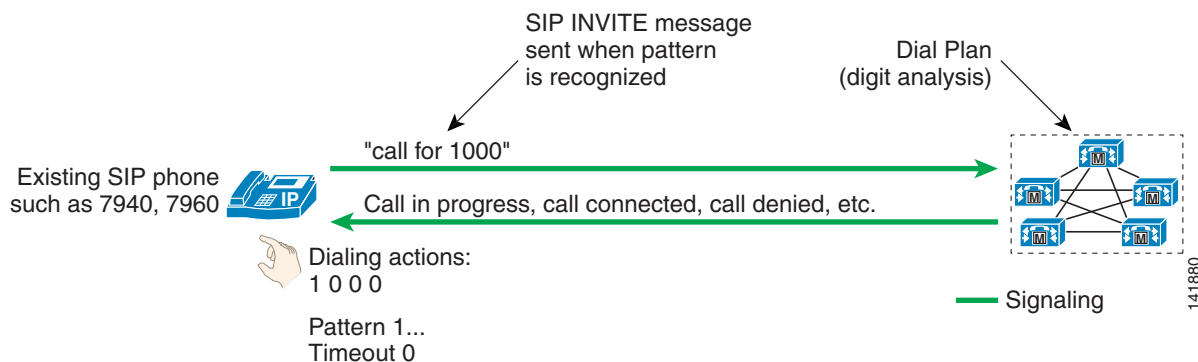 SIP INVITE message
sent when pattern
is recognized
Dial Plan
(digit analysis)
"call for 1000"
Existing SIP phone
such as 7940, 7960
IP
Call in progress, call connected, call denied, etc.
M
M
M
M
M
Dialing actions:
1 0 0 0
Pattern 1...
Timeout 0
Signaling
141880